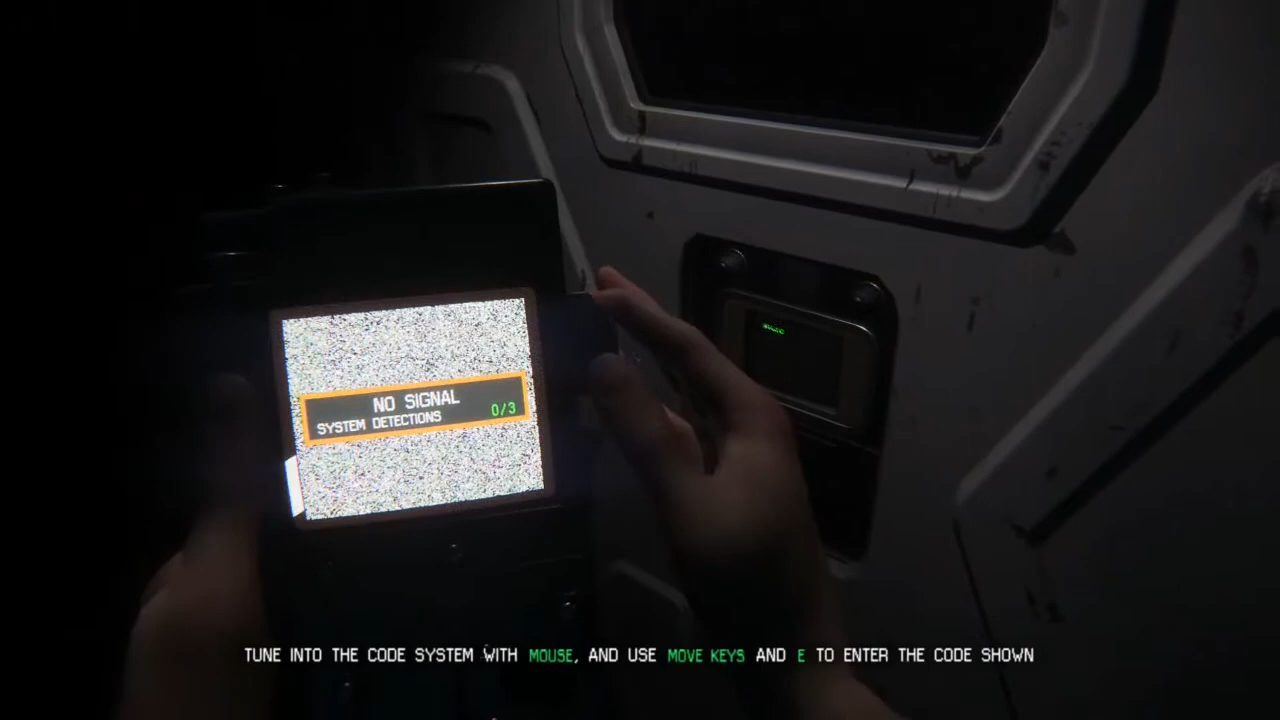 NO SIGNAL
SYSTEM DETECTIONS 0/3
TUNE INTO THE CODE SYSTEM WITH MOUSE, AND USE MOVE KEYS AND E TO ENTER THE CODE SHOWN